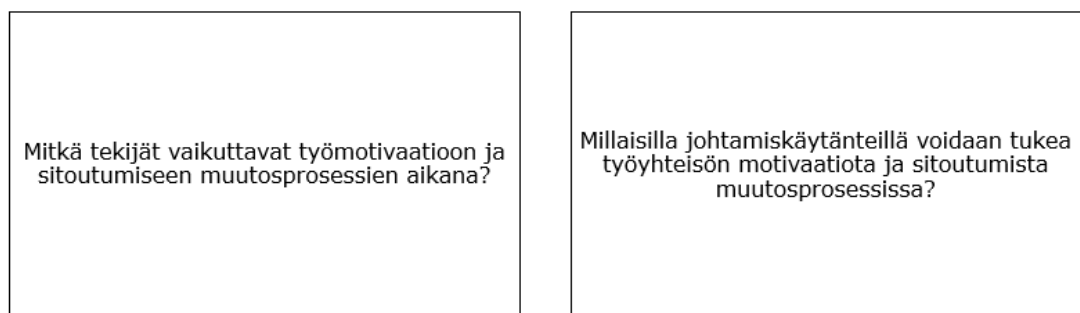 Mitkä tekijät vaikuttavat työmotivaatioon ja
sitoutumiseen muutosprosessien aikana?
Millaisilla johtamiskäytänteillä voidaan tukea
työyhteisön motivaatiota ja sitoutumista
muutosprosessissa?